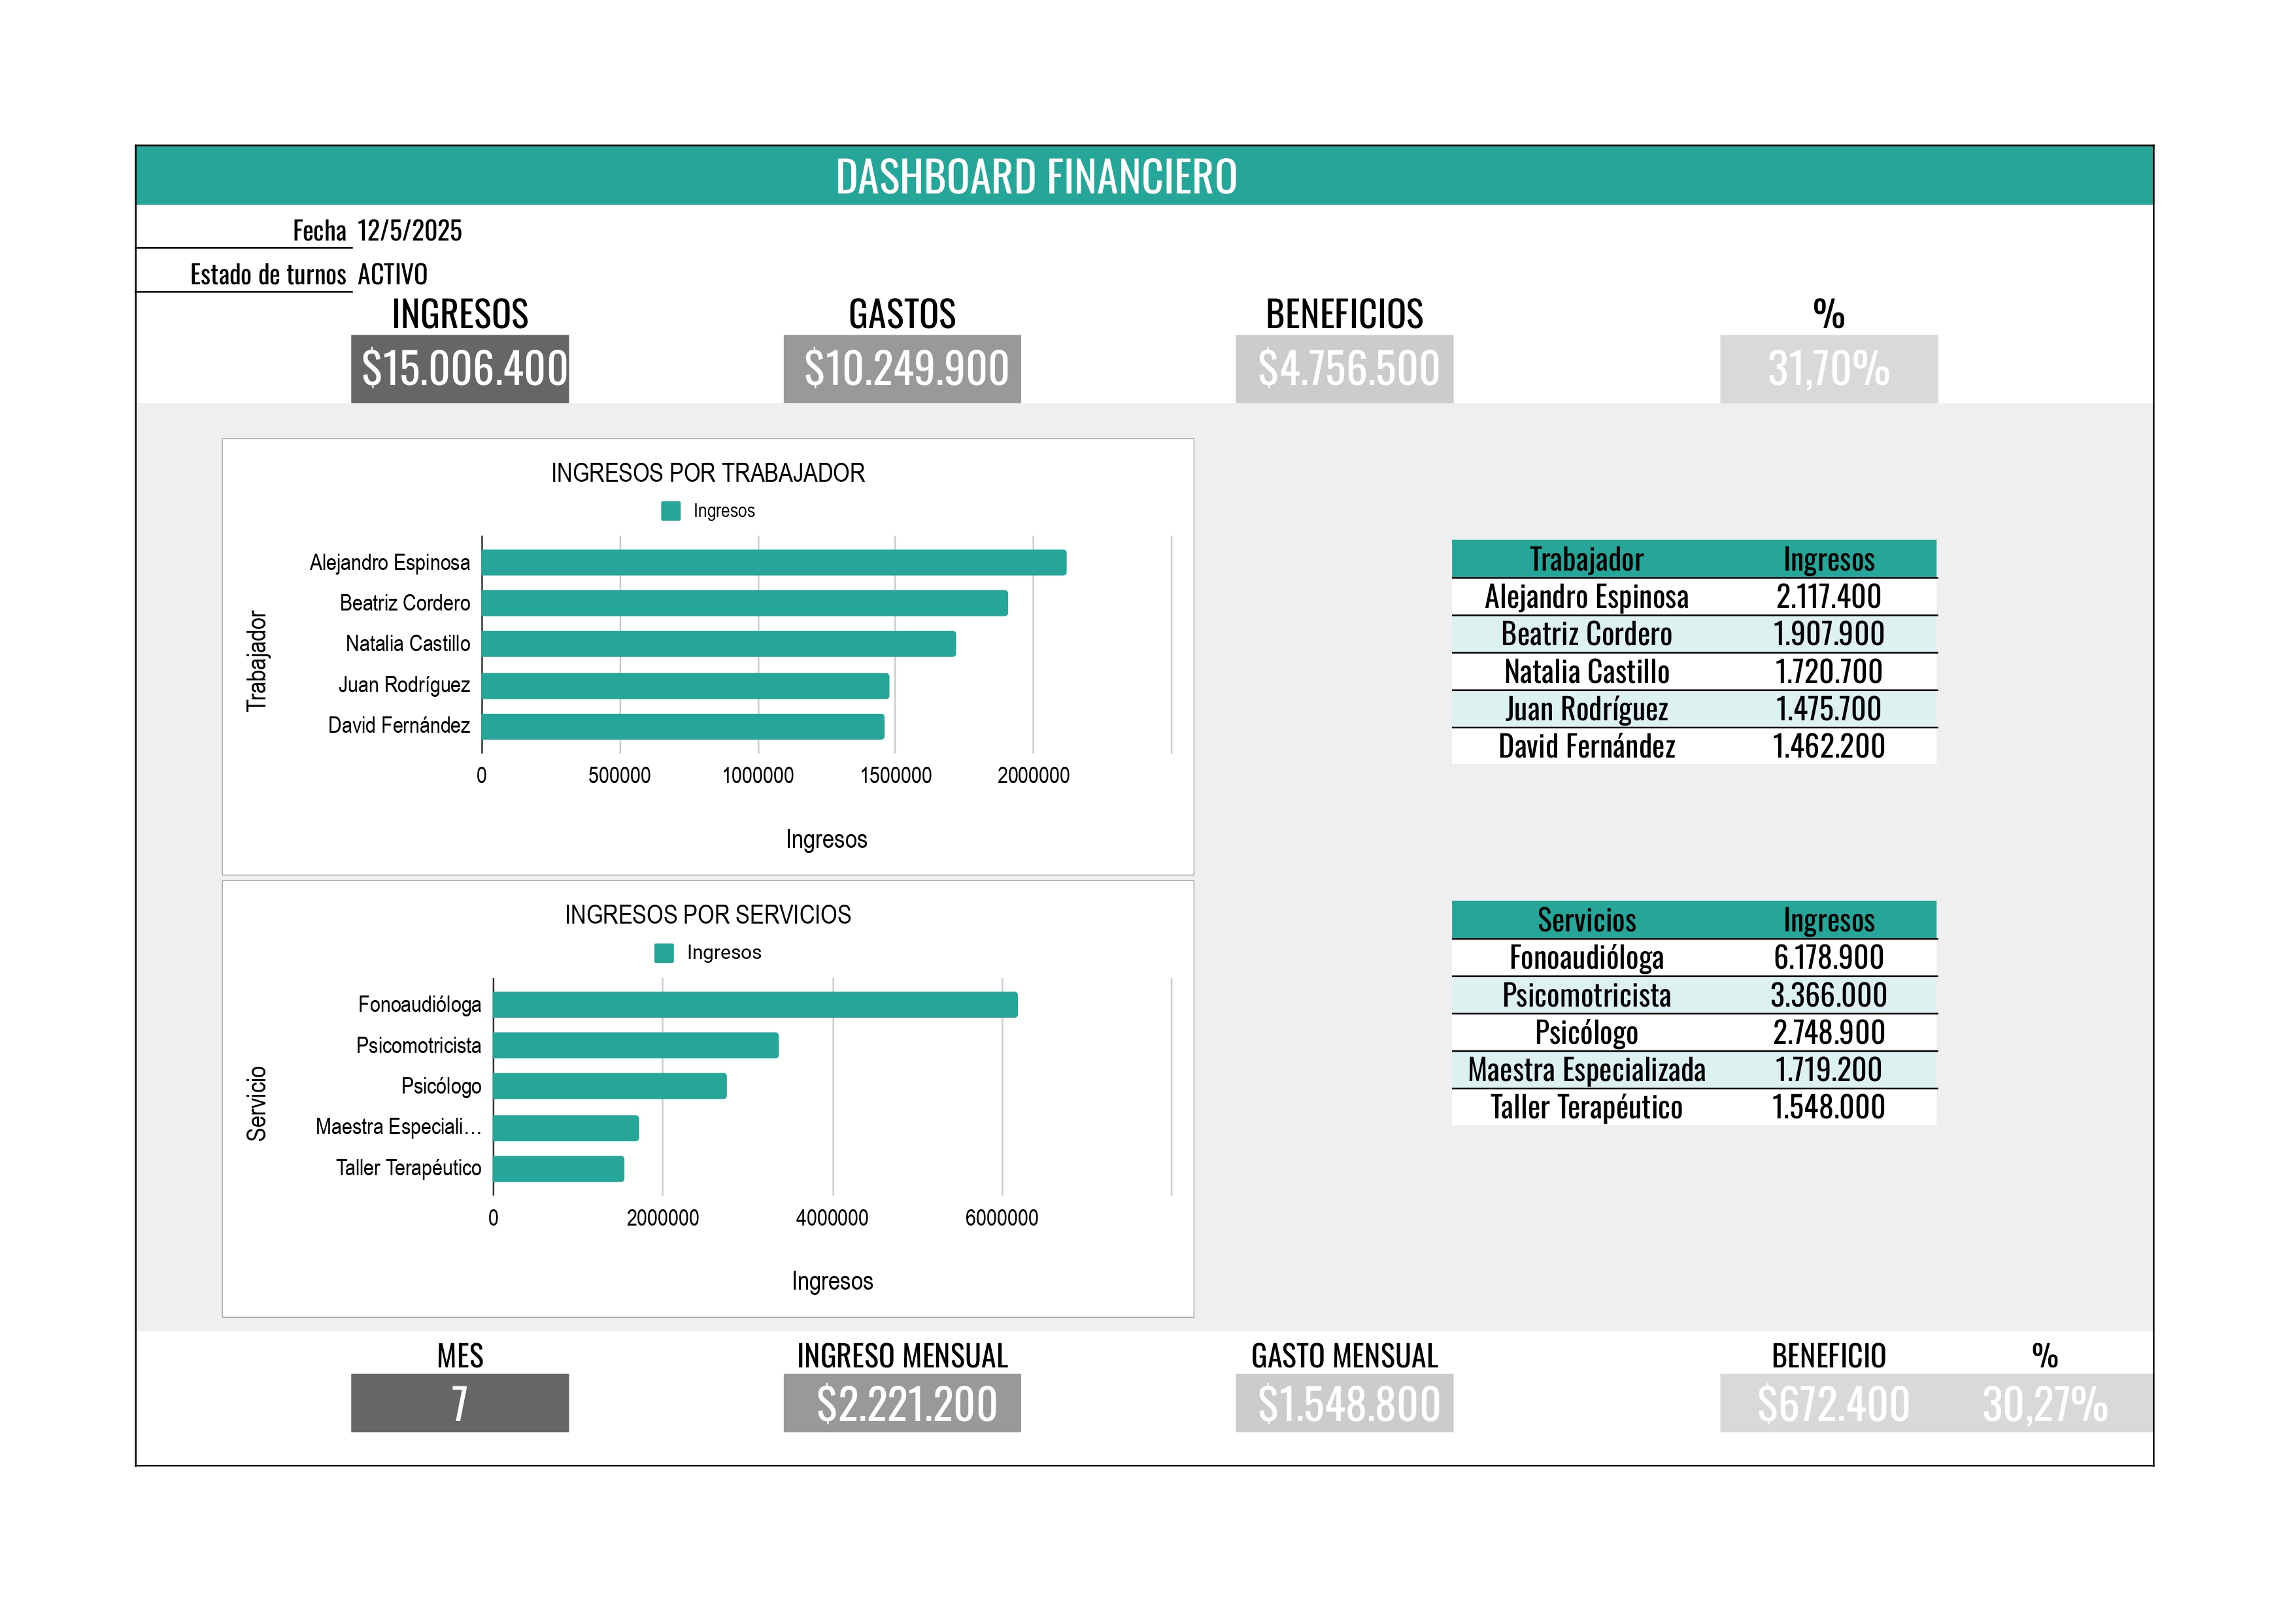 DASHBOARD FINANCIERO
Fecha 12/5/2025
Estado de turnos ACTIVO
INGRESOS GASTOS BENEFICIOS %
$15.006.400 $10.249.900 $4.756.500 31,70%
INGRESOS POR TRABAJADOR
Ingresos
Trabajador
Alejandro Espinosa
Beatriz Cordero
Natalia Castillo
Juan Rodríguez
David Fernández
0 500000 1000000 1500000 2000000
Ingresos
Trabajador Ingresos
Alejandro Espinosa 2.117.400
Beatriz Cordero 1.907.900
Natalia Castillo 1.720.700
Juan Rodríguez 1.475.700
David Fernández 1.462.200
INGRESOS POR SERVICIOS
Ingresos
Servicio
Fonoaudióloga
Psicomotricista
Psicólogo
Maestra Especiali…
Taller Terapéutico
0 2000000 4000000 6000000
Ingresos
Servicios Ingresos
Fonoaudióloga 6.178.900
Psicomotricista 3.366.000
Psicólogo 2.748.900
Maestra Especializada 1.719.200
Taller Terapéutico 1.548.000
MES INGRESO MENSUAL GASTO MENSUAL BENEFICIO %
7 $2.221.200 $1.548.800 $672.400 30,27%